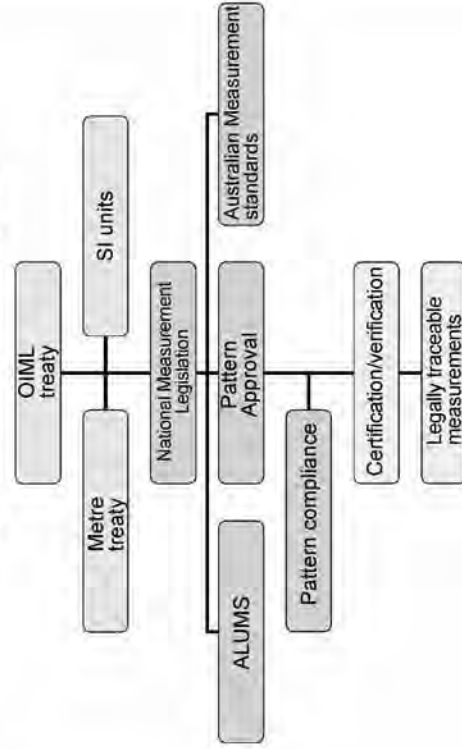 OIML
treaty
Metre
treaty
SI units
National Measurement
Legislation
ALUMS
Pattern
Approval
Australian Measurement
standards
Pattern compliance
Certification/verification
Legally traceable
measurements